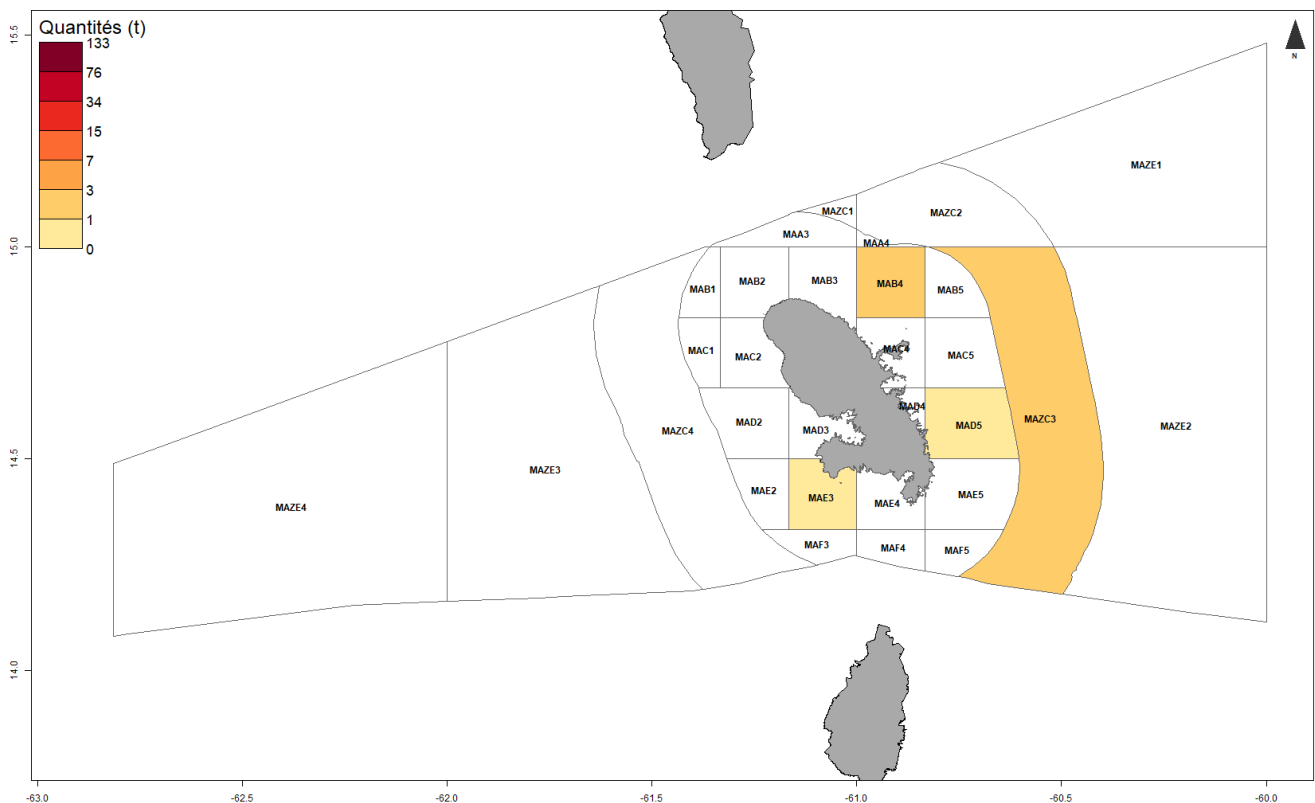 Quantités (t)
133
76
34
15
7
3
1
0
N
15.5
15.0
14.5
14.0
MAZE1
MAZC1
MAZC2
MAA3
MAA4
MAB1
MAB2
MAB3
MAB4
MAB5
MAC1
MAC2
MAC4
MAC5
MAD2
MAD3
MAD4
MAD5
MAZC3
MAZE2
MAZC4
MAZE3
MAZE4
MAE2
MAE3
MAE4
MAE5
MAF3
MAF4
MAF5
-63.0
-62.5
-62.0
-61.5
-61.0
-60.5
-60.0